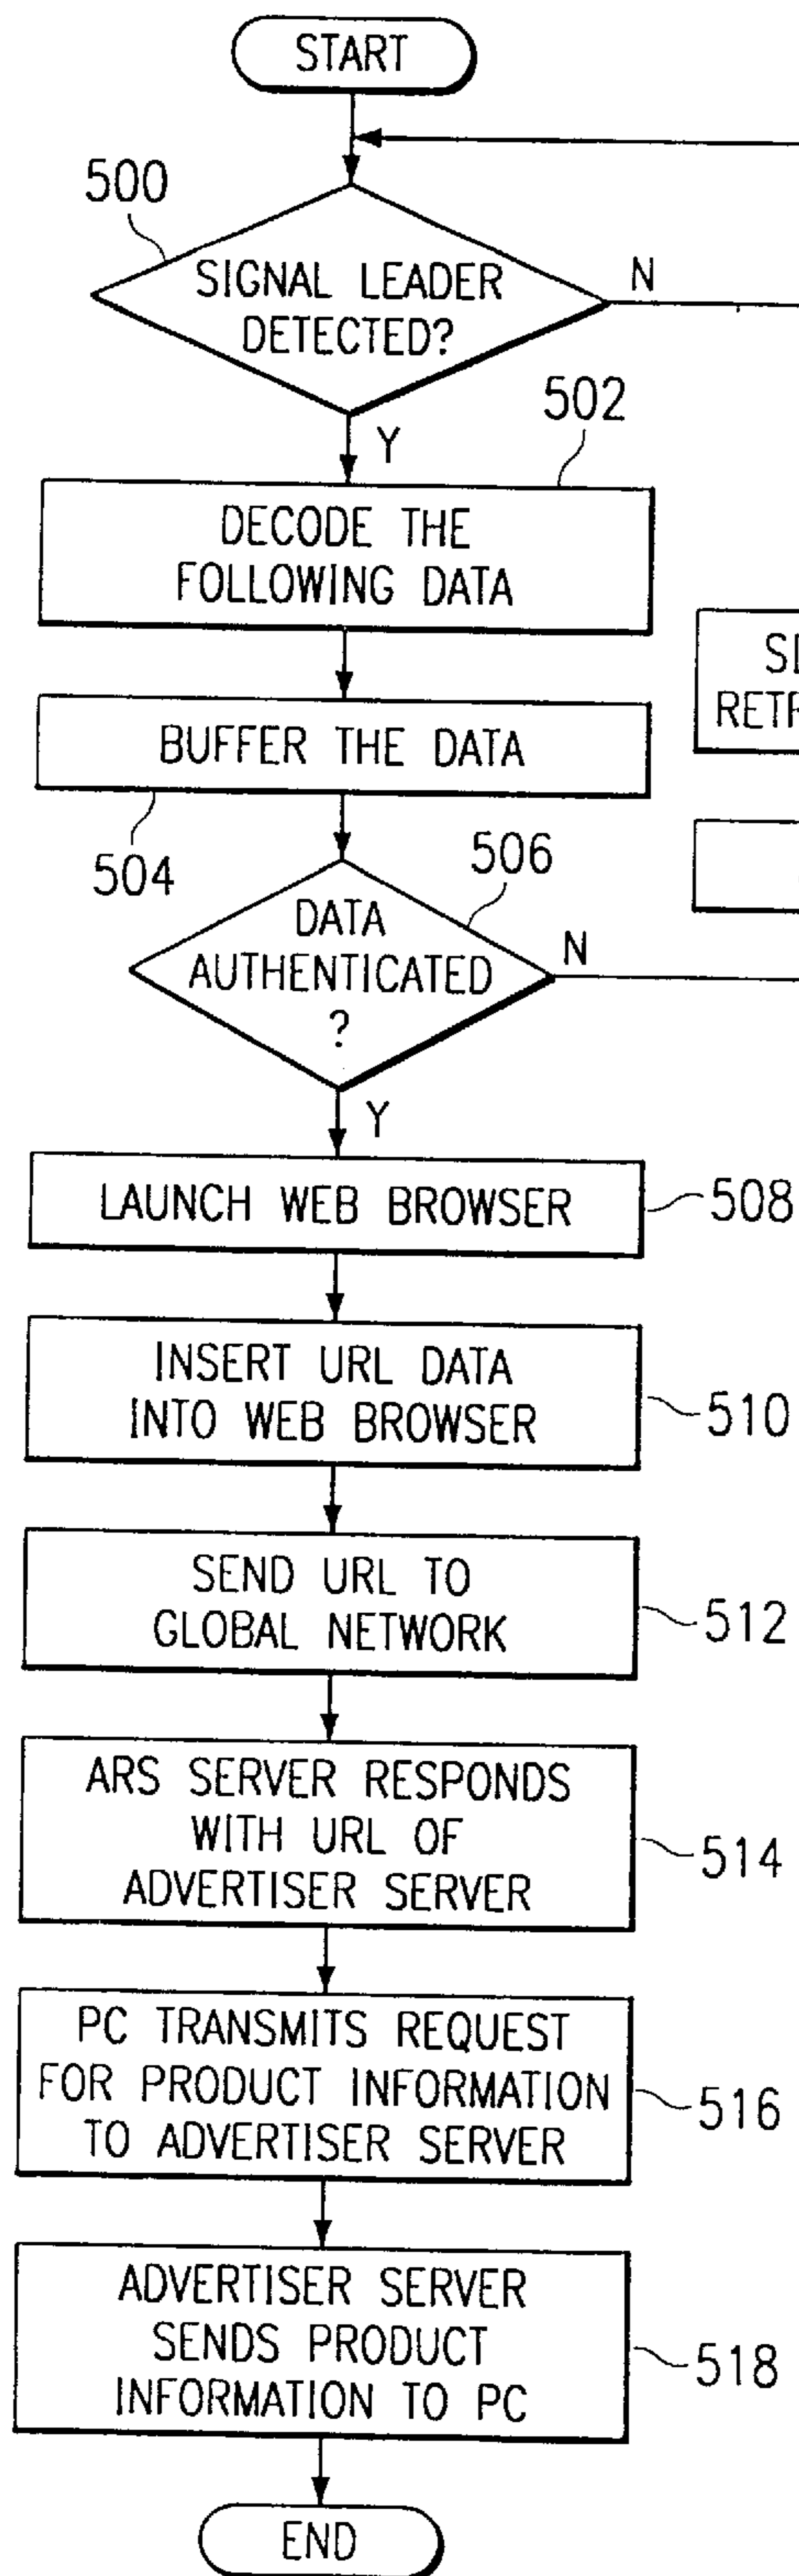 START
500
SIGNAL LEADER
DETECTED?
N
Y
502
DECODE THE
FOLLOWING DATA
BUFFER THE DATA
504
506
DATA
AUTHENTICATED
?
N
Y
LAUNCH WEB BROWSER
508
INSERT URL DATA
INTO WEB BROWSER
510
SEND URL TO
GLOBAL NETWORK
512
ARS SERVER RESPONDS
WITH URL OF
ADVERTISER SERVER
514
PC TRANSMITS REQUEST
FOR PRODUCT INFORMATION
TO ADVERTISER SERVER
516
ADVERTISER SERVER
SENDS PRODUCT
INFORMATION TO PC
518
END